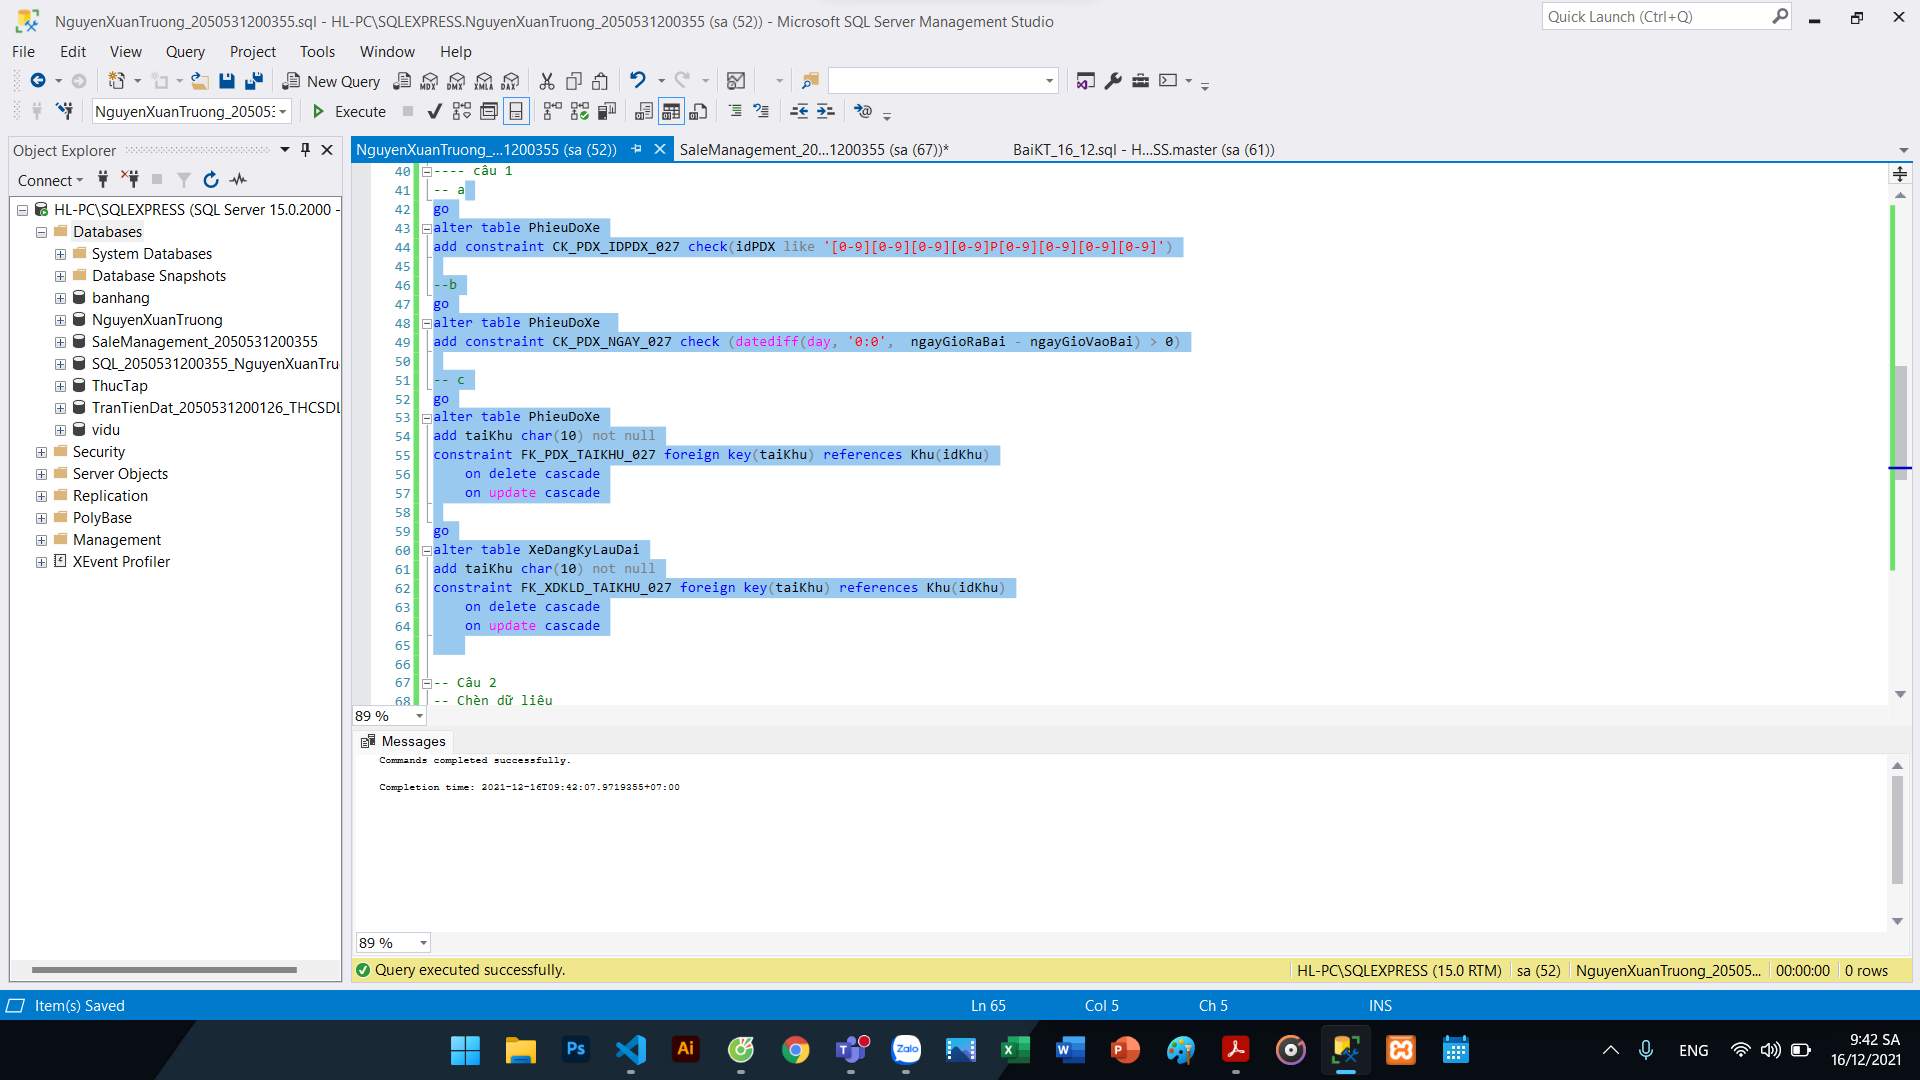 NguyenXuanTruong_2050531200355.sql - HL-PC\SQLEXPRESS.NguyenXuanTruong_2050531200355 (sa (52)) - Microsoft SQL Server Management Studio
Quick Launch (Ctrl+Q)
File Edit View Query Project Tools Window Help
New Query MDX DMX XMLA DAX
NguyenXuanTruong_20505: Execute
Object Explorer
NguyenXuanTruong_...1200355 (sa (52)) SaleManagement_20...1200355 (sa (67))* BaiKT_16_12.sql - H...SS.master (sa (61))
Connect
HL-PC\SQLEXPRESS (SQL Server 15.0.2000 -
Databases
System Databases
Database Snapshots
banhang
NguyenXuanTruong
SaleManagement_2050531200355
SQL_2050531200355_NguyenXuanTru
ThucTap
TranTienDat_2050531200126_THCSDL
vidu
Security
Server Objects
Replication
PolyBase
Management
XEvent Profiler
40 ---- câu 1
41 -- a
42 go
43 alter table PhieuDoXe
44 add constraint CK_PDX_IDPDX_027 check(idPDX like '[0-9][0-9][0-9][0-9]P[0-9][0-9][0-9][0-9]')
45
46 --b
47 go
48 alter table PhieuDoXe
49 add constraint CK_PDX_NGAY_027 check (datediff(day, '0:0',  ngayGioRaBai - ngayGioVaoBai) > 0)
50
51 -- c
52 go
53 alter table PhieuDoXe
54 add taiKhu char(10) not null
55 constraint FK_PDX_TAIKHU_027 foreign key(taiKhu) references Khu(idKhu)
56 on delete cascade
57 on update cascade
58
59 go
60 alter table XeDangKyLauDai
61 add taiKhu char(10) not null
62 constraint FK_XDKLD_TAIKHU_027 foreign key(taiKhu) references Khu(idKhu)
63 on delete cascade
64 on update cascade
65
66
67 -- Câu 2
68 -- Chèn dữ liệu
89 %
Messages
Commands completed successfully.
Completion time: 2021-12-16T09:42:07.9719355+07:00
89 %
Query executed successfully. HL-PC\SQLEXPRESS (15.0 RTM) sa (52) NguyenXuanTruong_20505... 00:00:00 0 rows
Item(s) Saved Ln 65 Col 5 Ch 5 INS
Ps Ai Zalo ENG
9:42 SA
16/12/2021